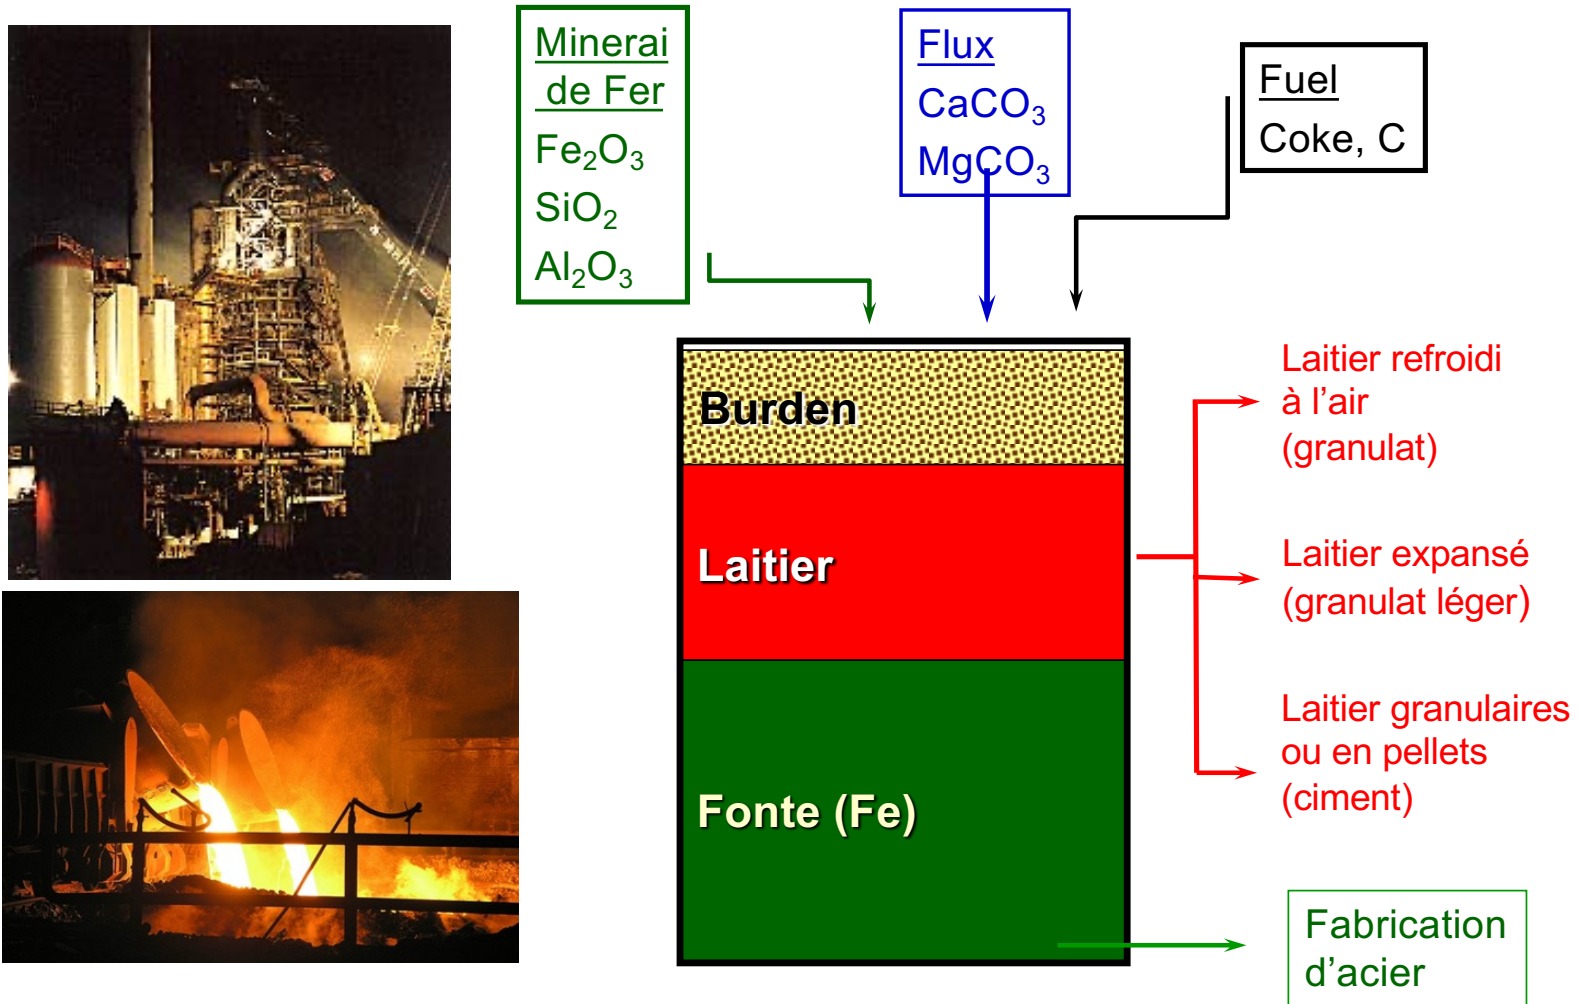 Minerai
de Fer
Fe₂O₃
SiO₂
Al₂O₃
Flux
CaCO₃
MgCO₃
Fuel
Coke, C
Burden
Laitier
Fonte (Fe)
Laitier refroidi
à l’air
(granulat)
Laitier expansé
(granulat léger)
Laitier granulaires
ou en pellets
(ciment)
Fabrication
d’acier